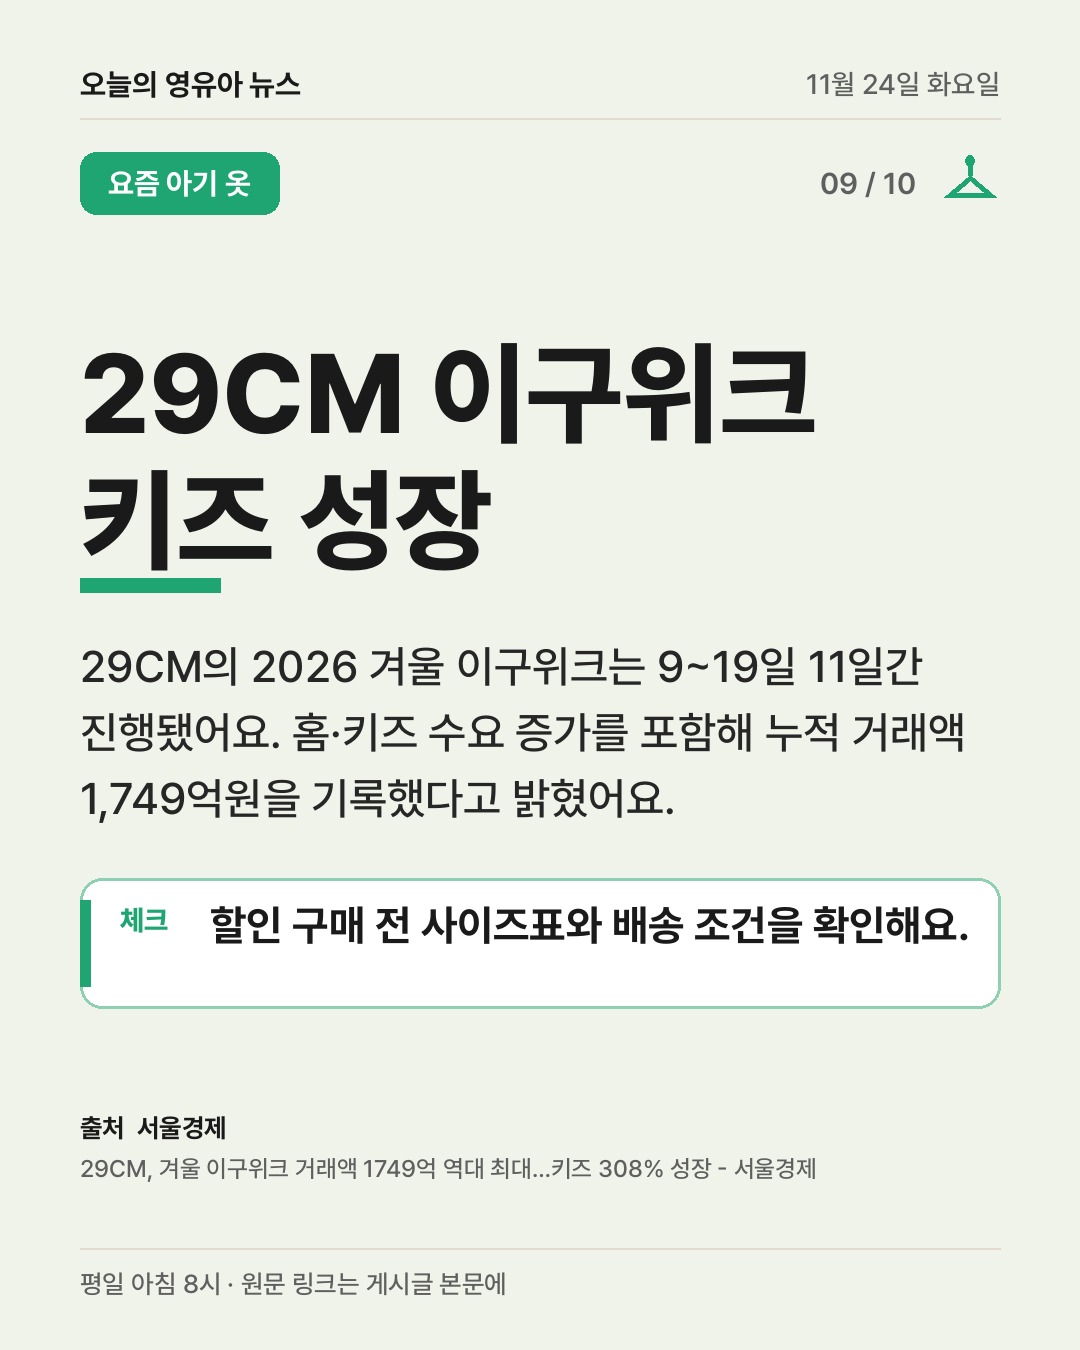 오늘의 영유아 뉴스
11월 24일 화요일
요즘 아기 옷
09 / 10
29CM 이구위크
키즈 성장
29CM의 2026 겨울 이구위크는 9~19일 11일간
진행됐어요. 홈·키즈 수요 증가를 포함해 누적 거래액
1,749억원을 기록했다고 밝혔어요.
체크 할인 구매 전 사이즈표와 배송 조건을 확인해요.
출처 서울경제
29CM, 겨울 이구위크 거래액 1749억 역대 최대...키즈 308% 성장 - 서울경제
평일 아침 8시 · 원문 링크는 게시글 본문에